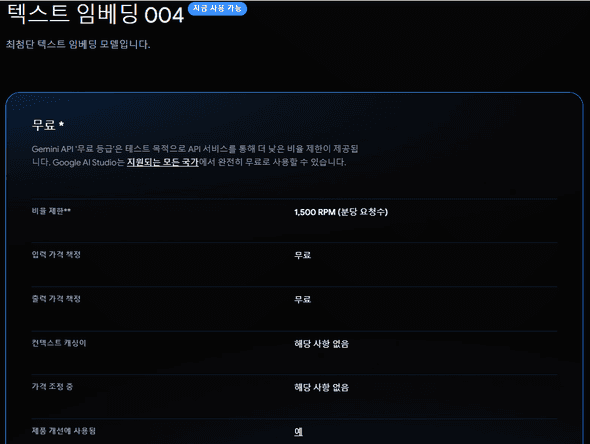 텍스트 임베딩 004 지금 사용 가능
최첨단 텍스트 임베딩 모델입니다.
무료 *
Gemini API '무료 등급'은 테스트 목적으로 API 서비스를 통해 더 낮은 비율 제한이 제공됩
니다. Google AI Studio는 지원되는 모든 국가에서 완전히 무료로 사용할 수 있습니다.
비율 제한** 1,500 RPM (분당 요청수)
입력 가격 책정 무료
출력 가격 책정 무료
컨텍스트 캐싱이 해당 사항 없음
가격 조정 중 해당 사항 없음
제품 개선에 사용됨 예